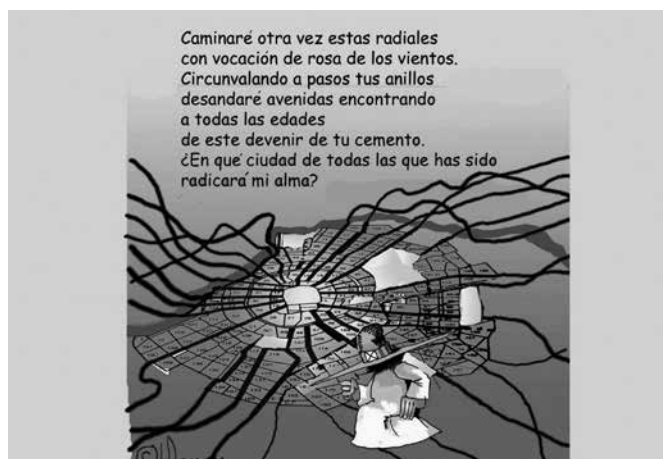 Caminaré otra vez estas radiales
con vocación de rosa de los vientos.
Circunvalando a pasos tus anillos
desandaré avenidas encontrando
a todas las edades
de este devenir de tu cemento.
¿En qué ciudad de todas las que has sido
radicará mi alma?